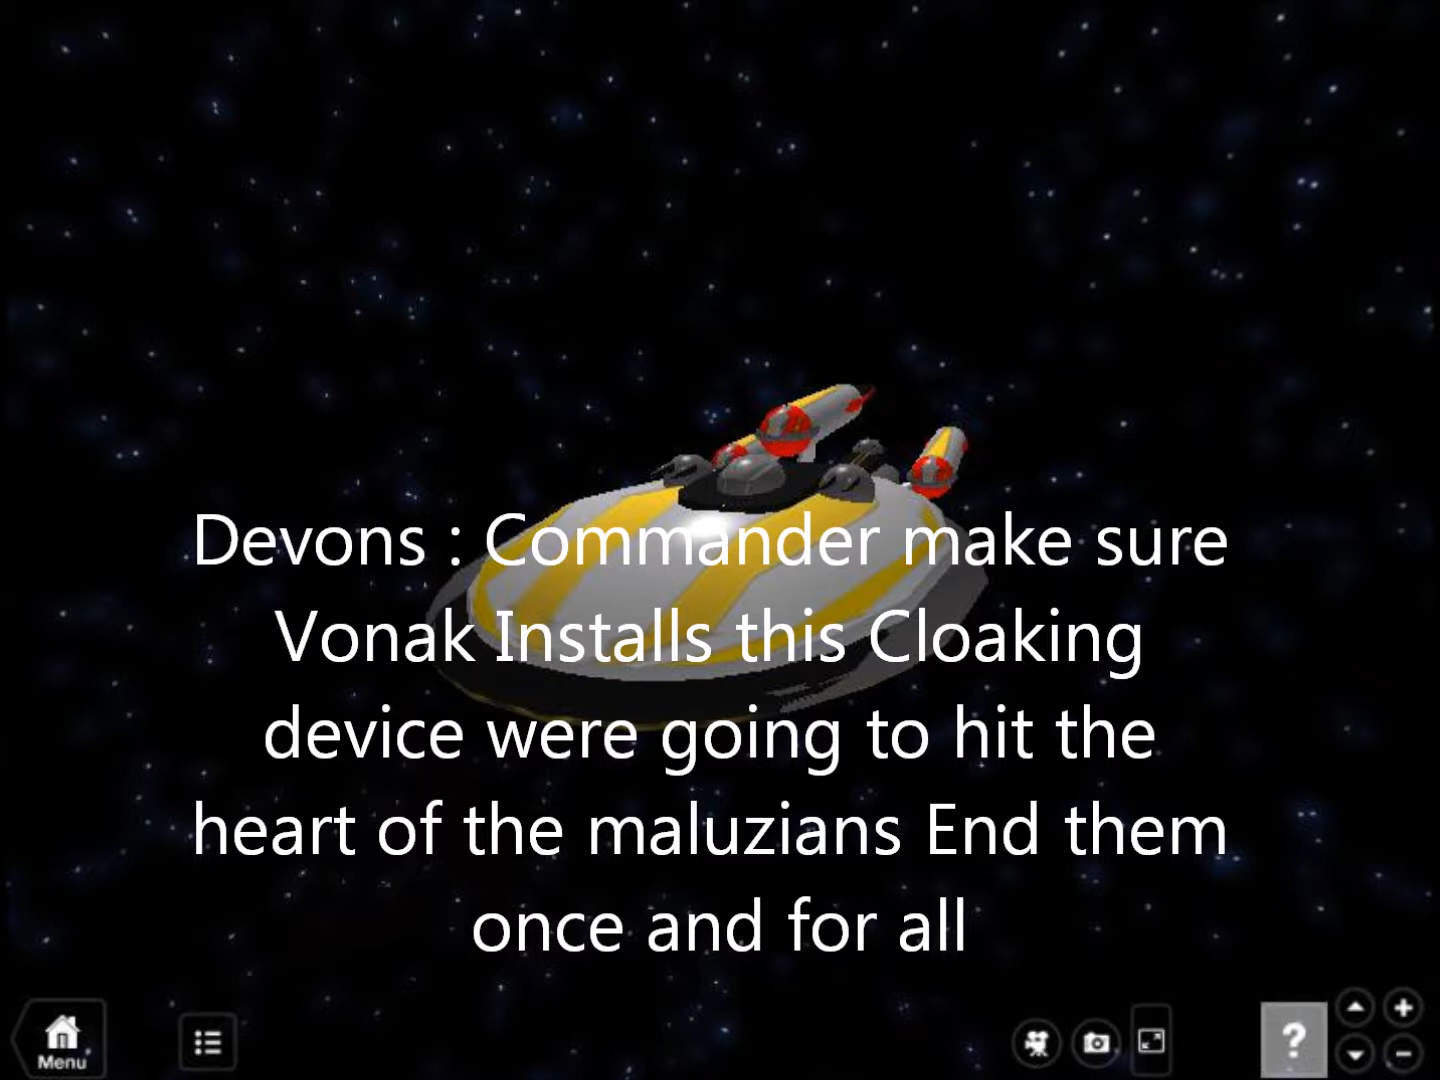 Devons : Commander make sure
Vonak Installs this Cloaking
device were going to hit the
heart of the maluzians End them
once and for all
Menu
?